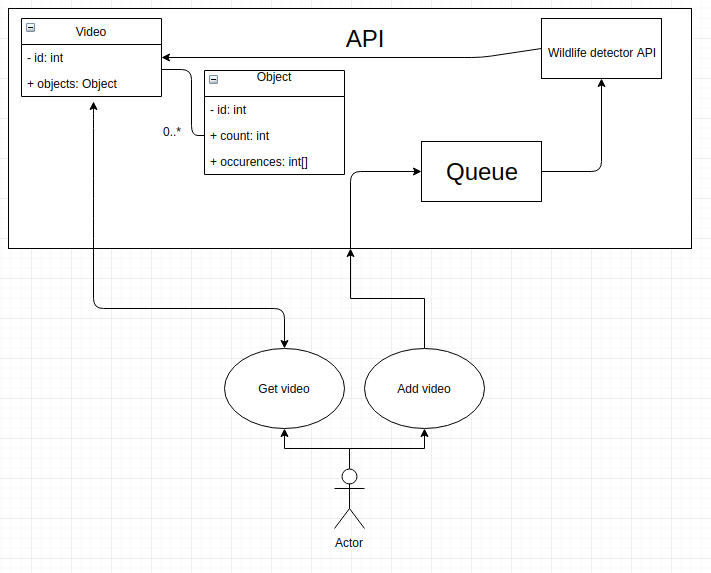 Video
- id: int
+ objects: Object
API
Wildlife detector API
Object
- id: int
+ count: int
+ occurences: int[]
0..*
Queue
Get video
Add video
Actor